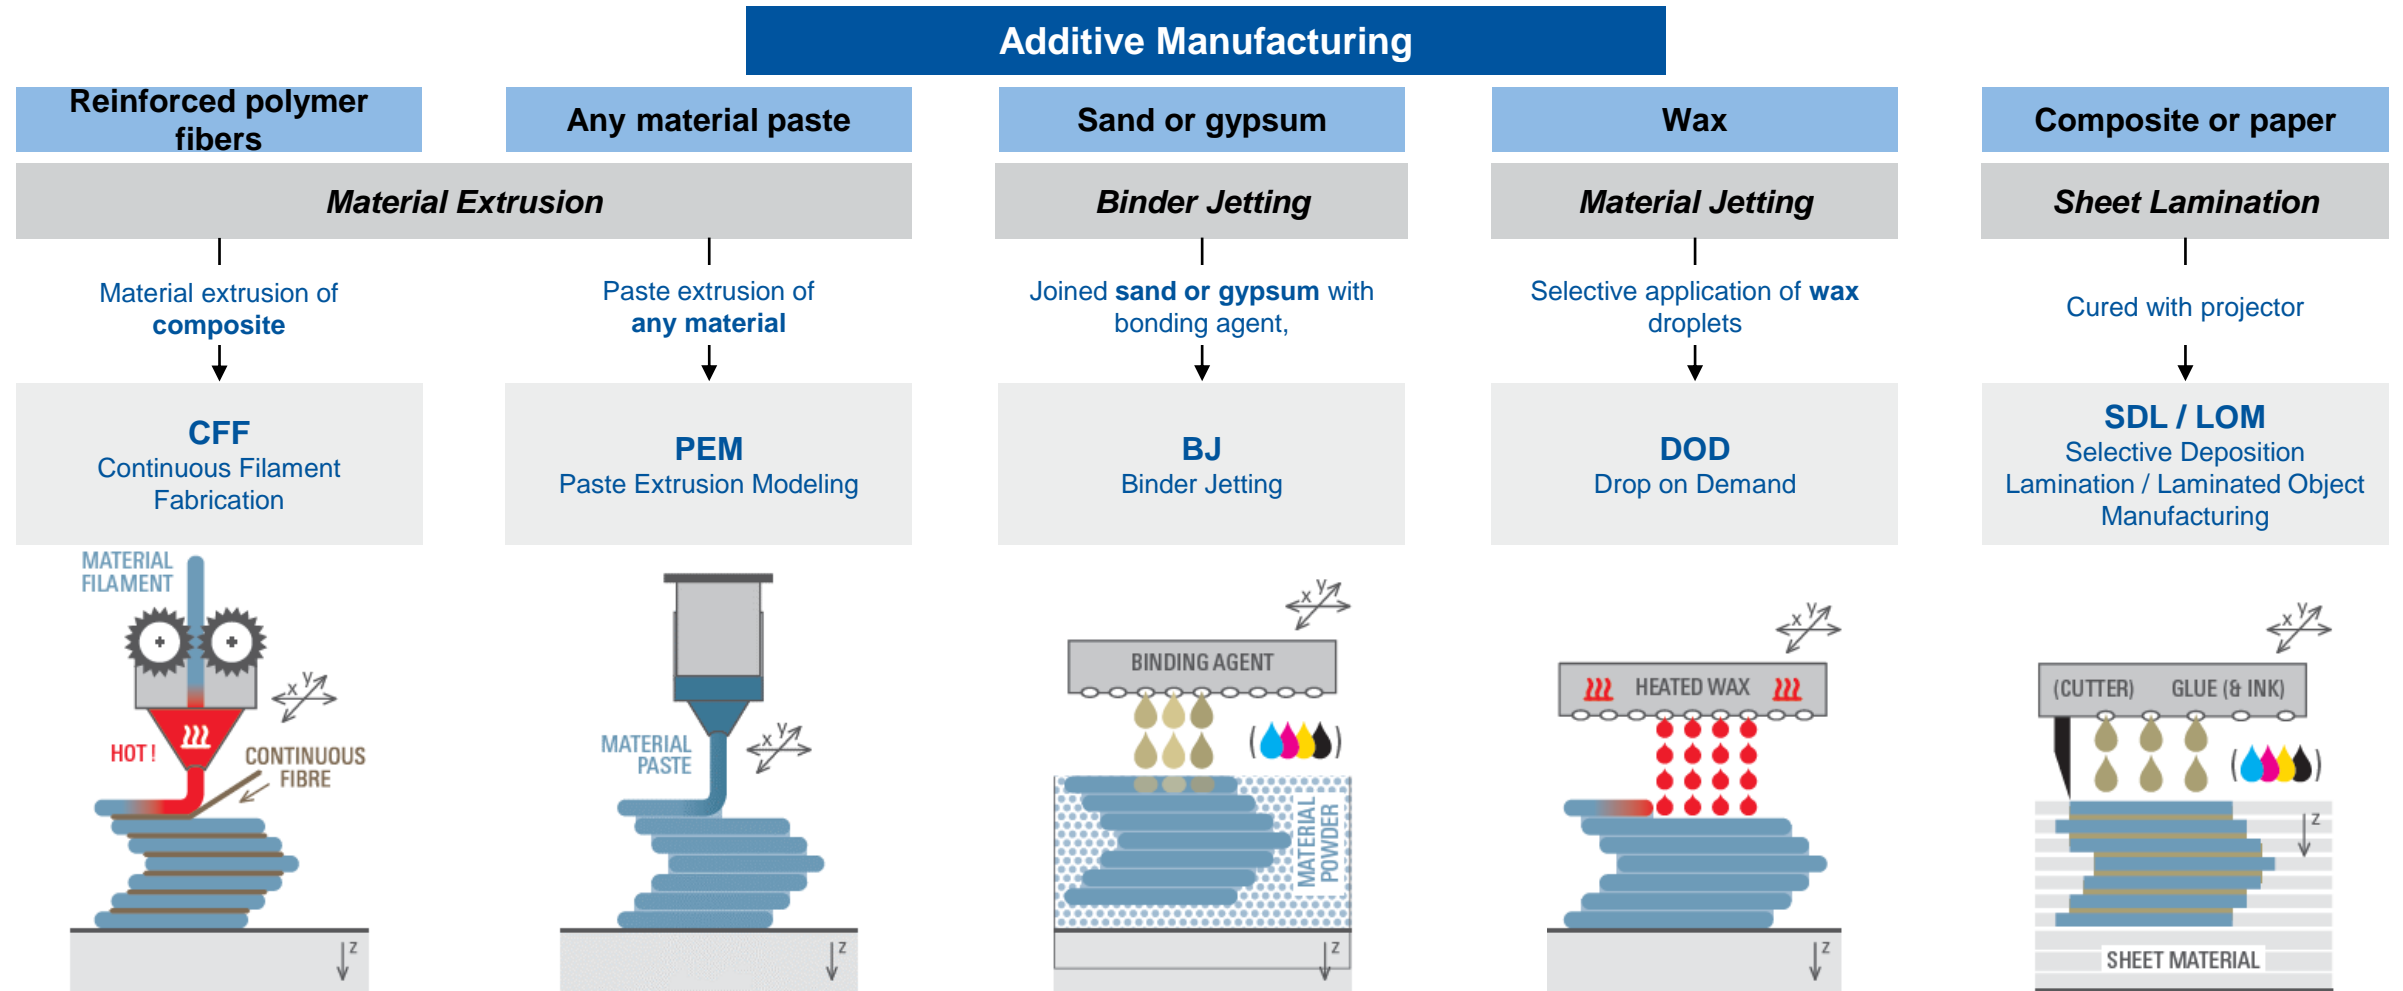 Additive Manufacturing
Reinforced polymer
fibers
Any material paste
Sand or gypsum
Wax
Composite or paper
Material Extrusion
Binder Jetting
Material Jetting
Sheet Lamination
Material extrusion of
composite
Paste extrusion of
any material
Joined sand or gypsum with
bonding agent,
Selective application of wax
droplets
Cured with projector
CFF
Continuous Filament
Fabrication
PEM
Paste Extrusion Modeling
BJ
Binder Jetting
DOD
Drop on Demand
SDL / LOM
Selective Deposition
Lamination / Laminated Object
Manufacturing
MATERIAL
FILAMENT
x y
HOT !
CONTINUOUS
FIBRE
z
MATERIAL
PASTE
x y
z
x y
BINDING AGENT
MATERIAL
POWDER
z
x y
HEATED WAX
z
x y
(CUTTER) GLUE (& INK)
z
SHEET MATERIAL